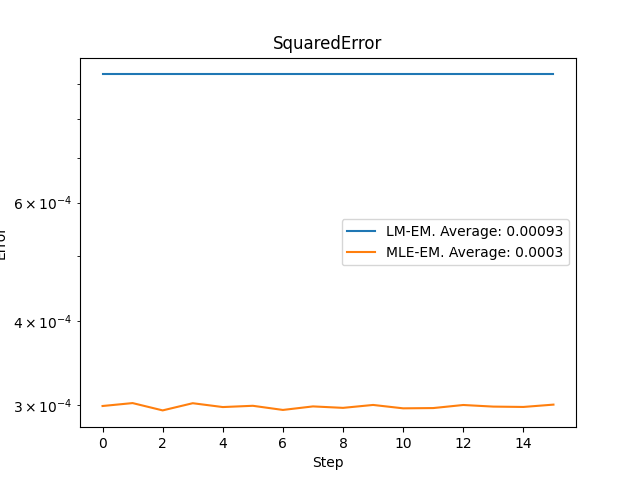 SquaredError
6 × 10⁻⁴
4 × 10⁻⁴
3 × 10⁻⁴
Error
LM-EM. Average: 0.00093
MLE-EM. Average: 0.0003
0 2 4 6 8 10 12 14
Step